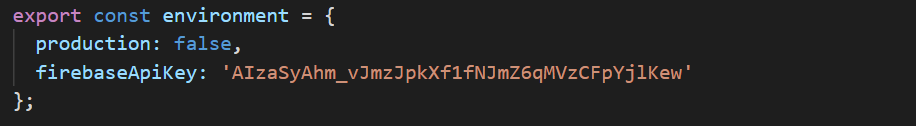 export const environment = {
  production: false,
  firebaseApiKey: 'AIzaSyAhm_vJmzJpkXf1fNJmZ6qMVzCFpYjlKew'
};